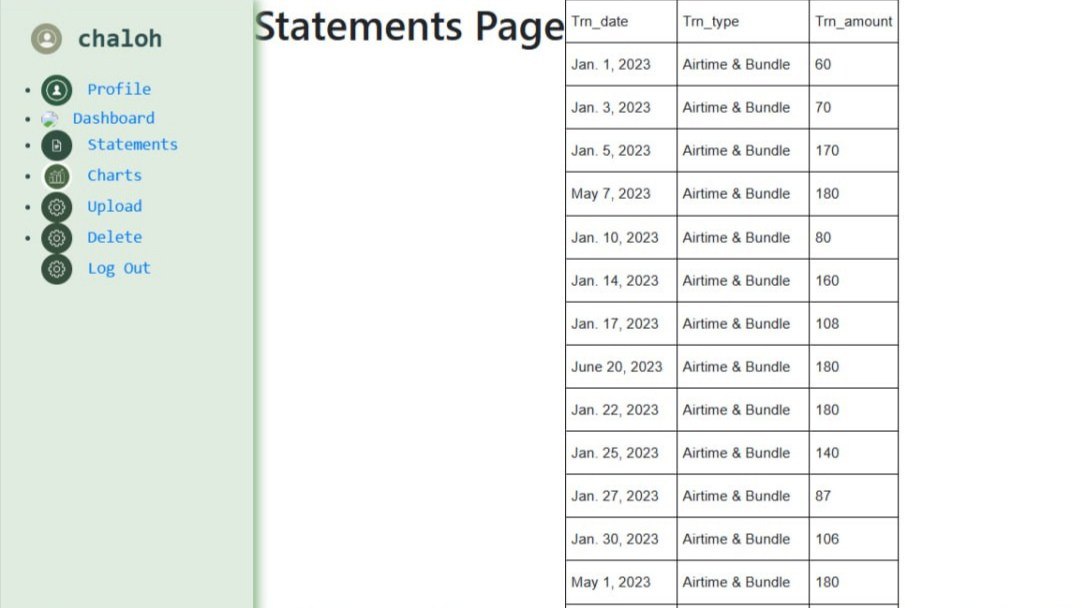 chaloh
Profile
Dashboard
Statements
Charts
Upload
Delete
Log Out
Statements Page
Trn_date Trn_type Trn_amount
Jan. 1, 2023 Airtime & Bundle 60
Jan. 3, 2023 Airtime & Bundle 70
Jan. 5, 2023 Airtime & Bundle 170
May 7, 2023 Airtime & Bundle 180
Jan. 10, 2023 Airtime & Bundle 80
Jan. 14, 2023 Airtime & Bundle 160
Jan. 17, 2023 Airtime & Bundle 108
June 20, 2023 Airtime & Bundle 180
Jan. 22, 2023 Airtime & Bundle 180
Jan. 25, 2023 Airtime & Bundle 140
Jan. 27, 2023 Airtime & Bundle 87
Jan. 30, 2023 Airtime & Bundle 106
May 1, 2023 Airtime & Bundle 180